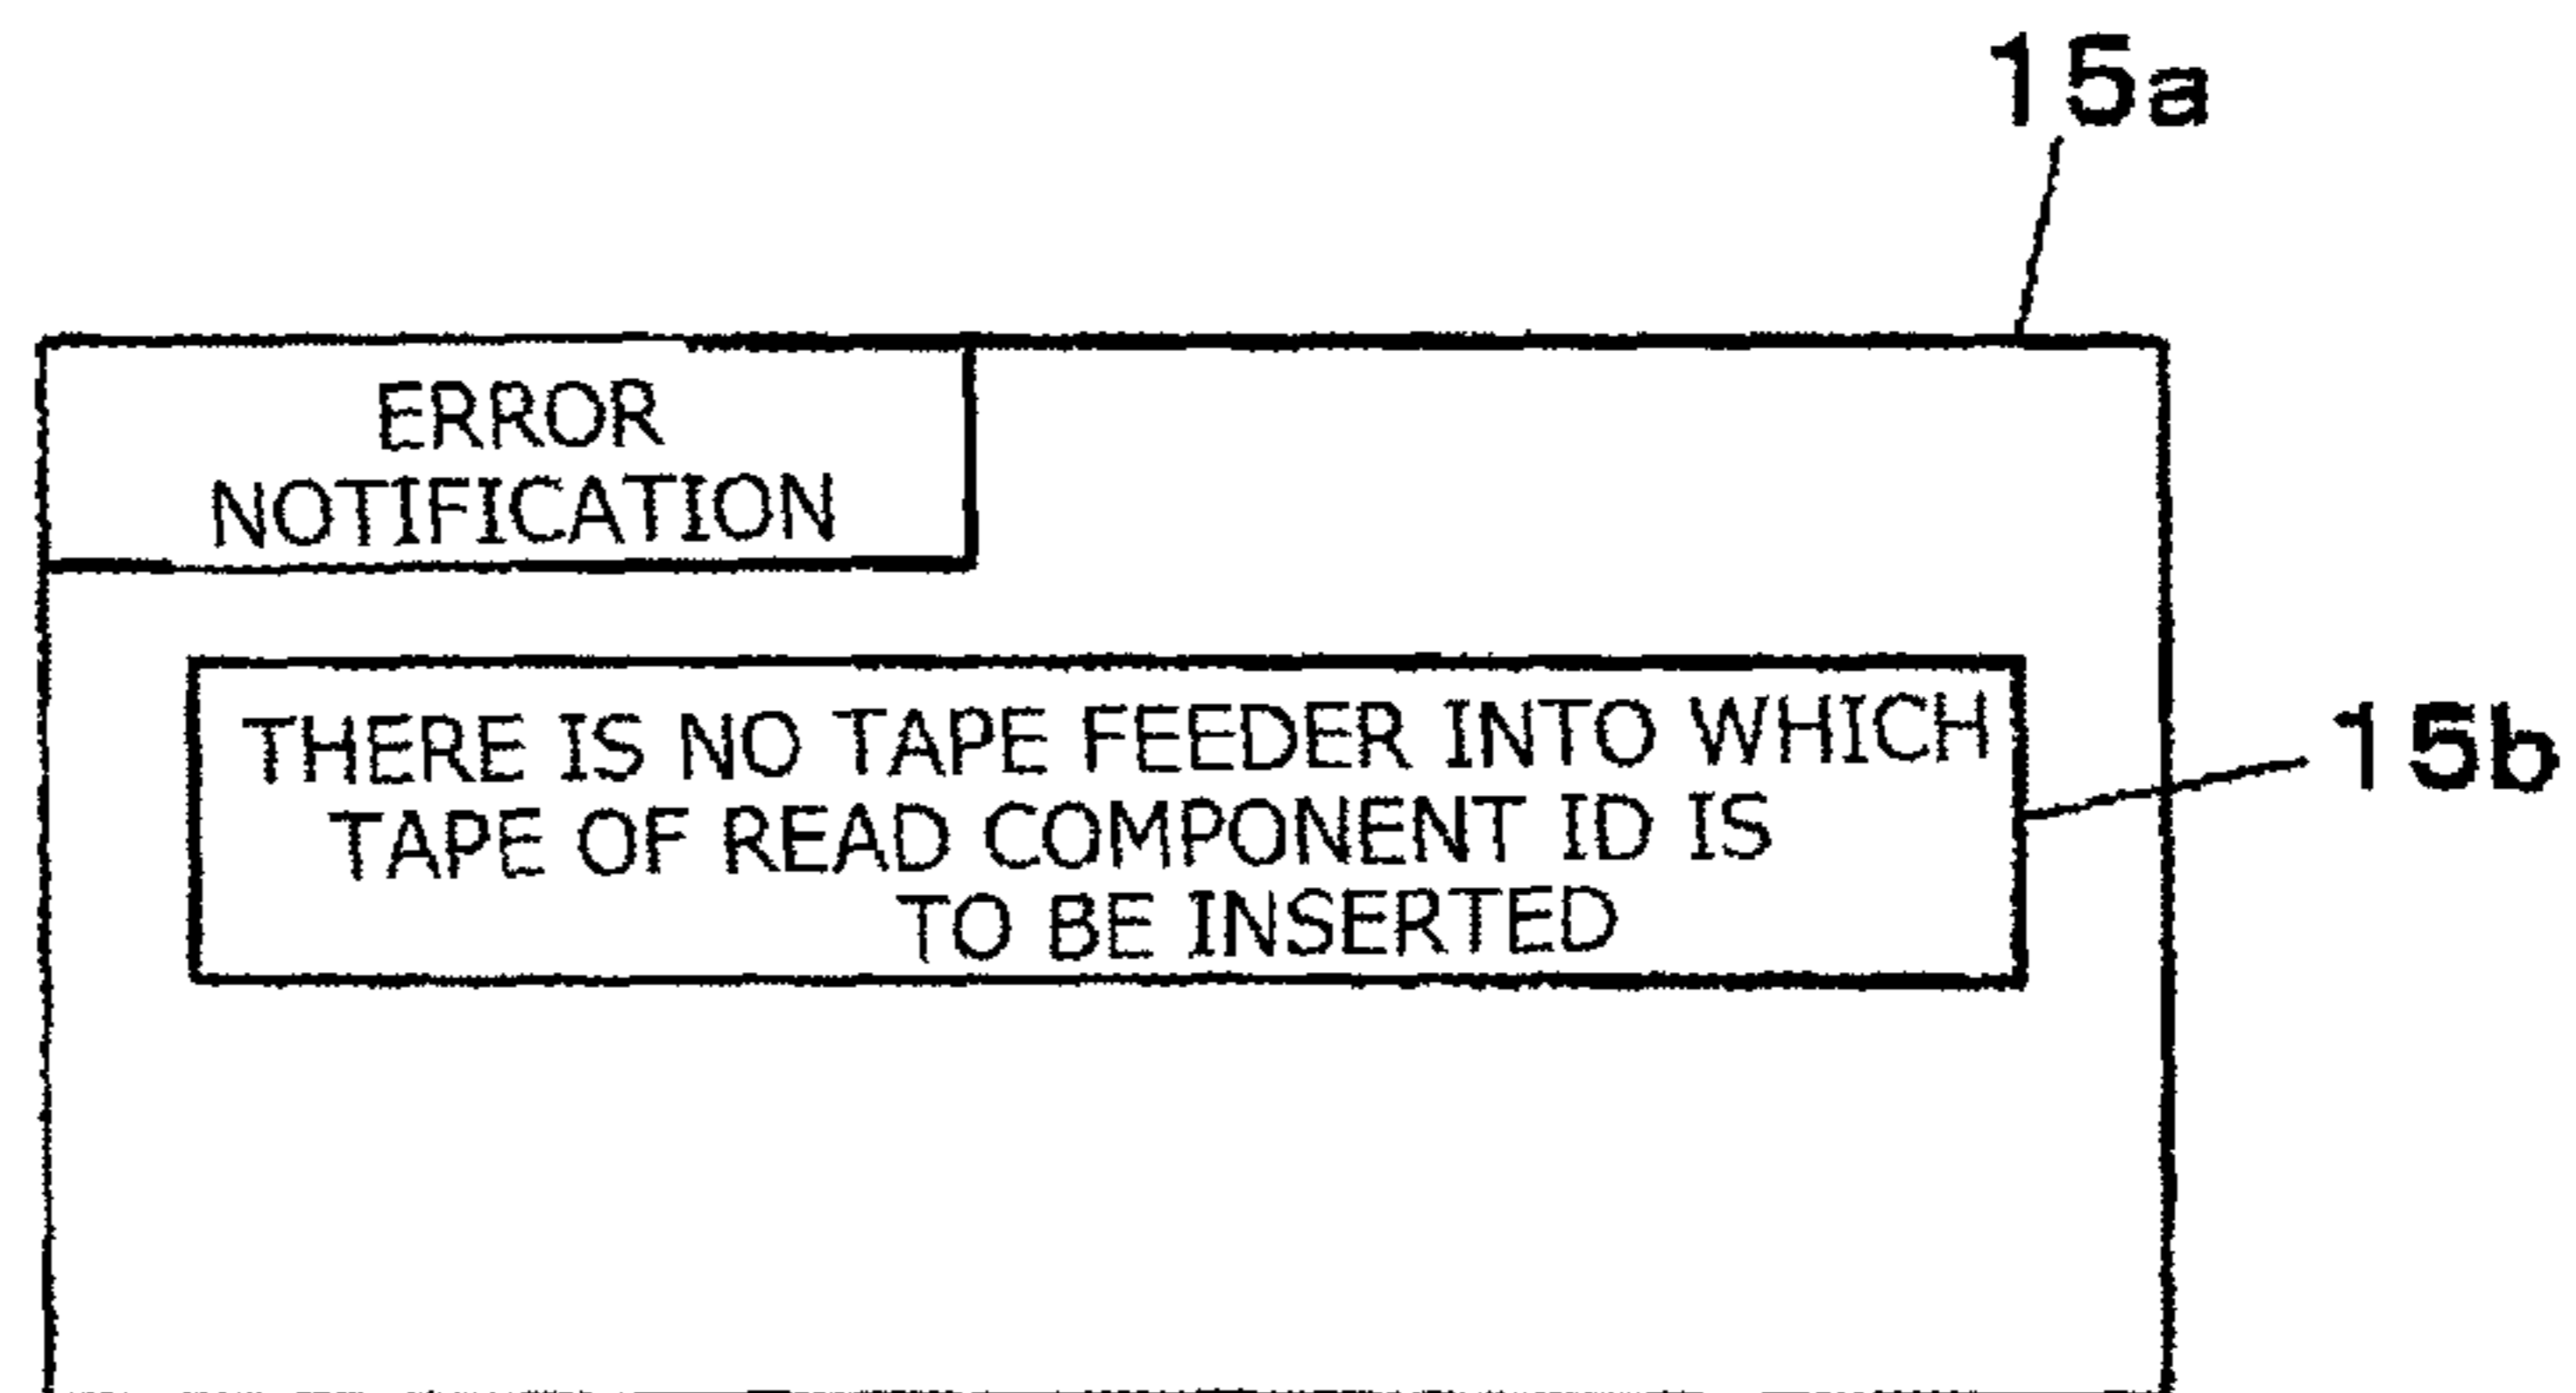 15a
ERROR
NOTIFICATION
THERE IS NO TAPE FEEDER INTO WHICH
TAPE OF READ COMPONENT ID IS
TO BE INSERTED
15b